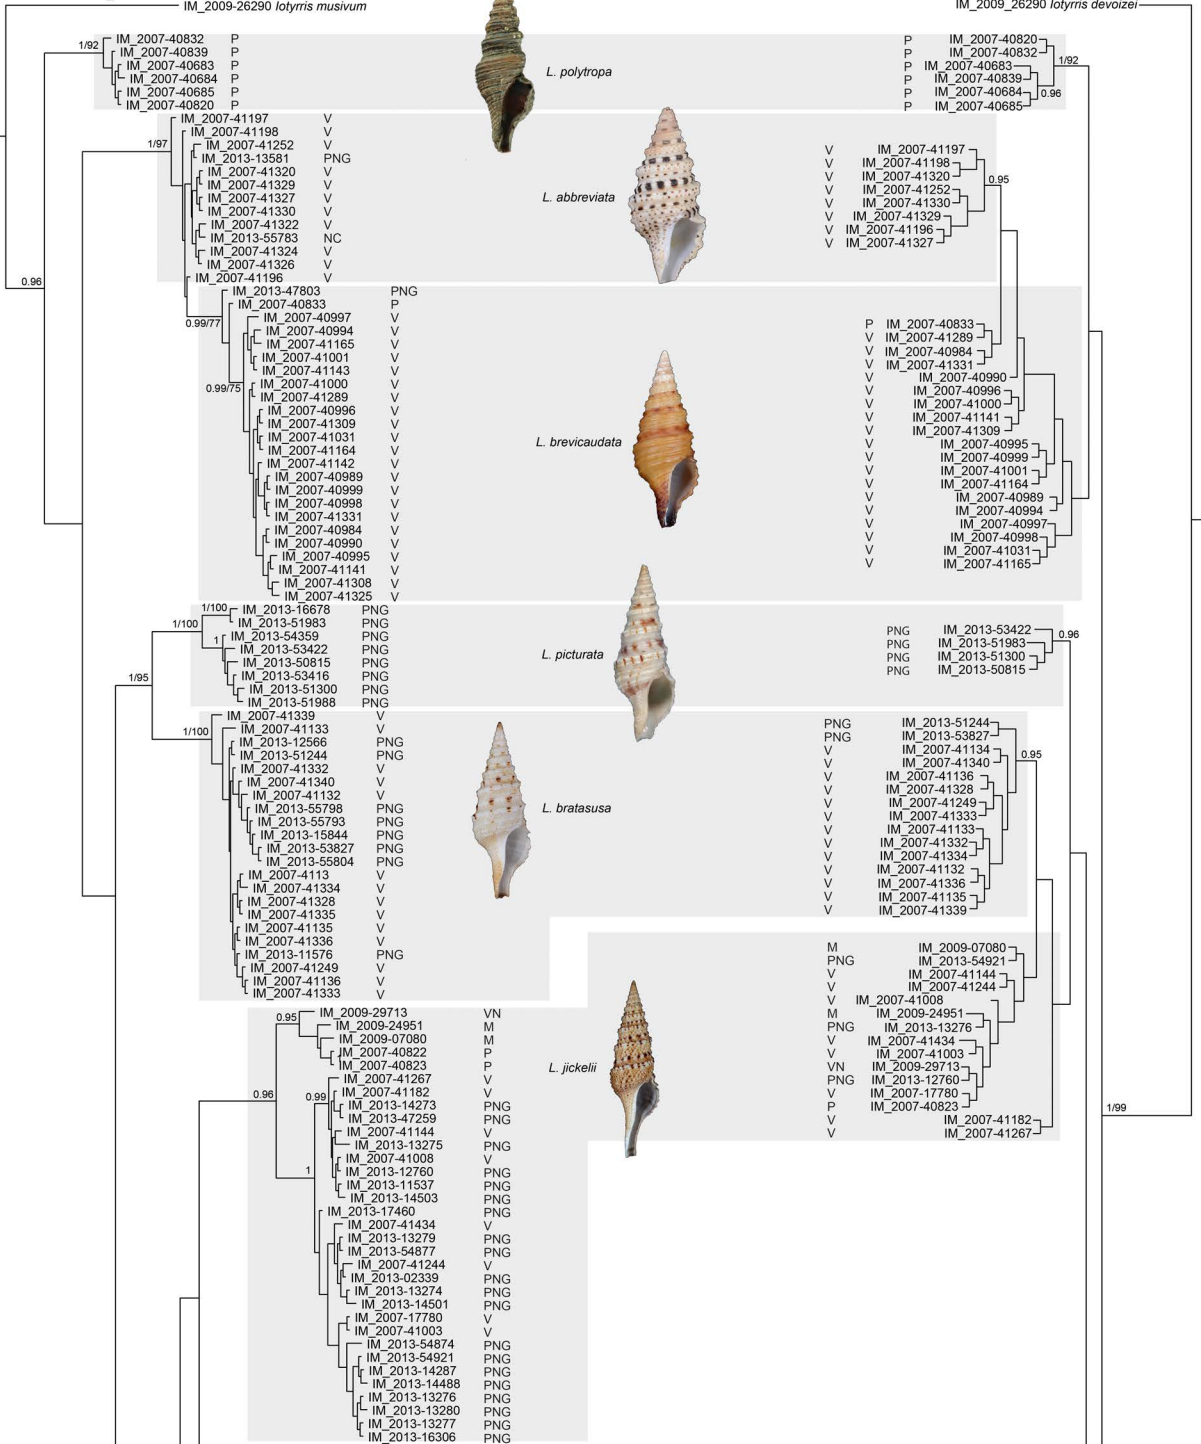 IM_2009-26290 Iotyrris musivum
IM_2009_26290 Iotyrris devoizei
1/92
IM_2007-40832 P
IM_2007-40839 P
IM_2007-40683 P
IM_2007-40684 P
IM_2007-40685 P
IM_2007-40820 P
L. polytropa
P IM_2007-40820
P IM_2007-40832
P IM_2007-40683
P IM_2007-40839
P IM_2007-40684
P IM_2007-40685
1/92
0.96
1/97
IM_2007-41197 V
IM_2007-41198 V
IM_2007-41252 V
IM_2013-13581 PNG
IM_2007-41320 V
IM_2007-41329 V
IM_2007-41327 V
IM_2007-41330 V
IM_2007-41322 V
IM_2013-55783 NC
IM_2007-41324 V
IM_2007-41326 V
IM_2007-41196 V
L. abbreviata
V IM_2007-41197
V IM_2007-41198
V IM_2007-41320
V IM_2007-41252
V IM_2007-41330
V IM_2007-41329
V IM_2007-41196
V IM_2007-41327
0.95
0.96
0.99/77
0.99/75
IM_2013-47803 PNG
IM_2007-40833 P
IM_2007-40997 V
IM_2007-40994 V
IM_2007-41165 V
IM_2007-41001 V
IM_2007-41143 V
IM_2007-41000 V
IM_2007-41289 V
IM_2007-40996 V
IM_2007-41309 V
IM_2007-41031 V
IM_2007-41164 V
IM_2007-41142 V
IM_2007-40989 V
IM_2007-40999 V
IM_2007-40998 V
IM_2007-41331 V
IM_2007-40984 V
IM_2007-40990 V
IM_2007-40995 V
IM_2007-41141 V
IM_2007-41308 V
IM_2007-41325 V
L. brevicaudata
P IM_2007-40833
V IM_2007-41289
V IM_2007-40984
V IM_2007-41331
V IM_2007-40990
V IM_2007-40996
V IM_2007-41000
V IM_2007-41141
V IM_2007-41309
V IM_2007-40995
V IM_2007-40999
V IM_2007-41001
V IM_2007-41164
V IM_2007-40989
V IM_2007-40994
V IM_2007-40997
V IM_2007-40998
V IM_2007-41031
V IM_2007-41165
1/100
1/100
1
IM_2013-16678 PNG
IM_2013-51983 PNG
IM_2013-54359 PNG
IM_2013-53422 PNG
IM_2013-50815 PNG
IM_2013-53416 PNG
IM_2013-51300 PNG
IM_2013-51988 PNG
L. picturata
PNG IM_2013-53422
PNG IM_2013-51983
PNG IM_2013-51300
PNG IM_2013-50815
0.96
1/95
1/100
IM_2007-41339 V
IM_2007-41133 V
IM_2013-12566 PNG
IM_2013-51244 PNG
IM_2007-41332 V
IM_2007-41340 V
IM_2007-41132 V
IM_2013-55798 PNG
IM_2013-55793 PNG
IM_2013-15844 PNG
IM_2013-53827 PNG
IM_2013-55804 PNG
IM_2007-4113 V
IM_2007-41334 V
IM_2007-41328 V
IM_2007-41335 V
IM_2007-41135 V
IM_2007-41336 V
IM_2013-11576 PNG
IM_2007-41249 V
IM_2007-41136 V
IM_2007-41333 V
L. bratasusa
PNG IM_2013-51244
PNG IM_2013-53827
V IM_2007-41134
V IM_2007-41340
V IM_2007-41136
V IM_2007-41328
V IM_2007-41249
V IM_2007-41333
V IM_2007-41133
V IM_2007-41332
V IM_2007-41334
V IM_2007-41132
V IM_2007-41336
V IM_2007-41135
V IM_2007-41339
0.95
0.95
0.96
0.99
1
IM_2009-29713 VN
IM_2009-24951 M
IM_2009-07080 M
IM_2007-40822 P
IM_2007-40823 P
IM_2007-41267 V
IM_2007-41182 V
IM_2013-14273 PNG
IM_2013-47259 PNG
IM_2007-41144 V
IM_2013-13275 PNG
IM_2007-41008 V
IM_2013-12760 PNG
IM_2013-11537 PNG
IM_2013-14503 PNG
IM_2013-17460 PNG
IM_2007-41434 V
IM_2013-13279 PNG
IM_2013-54877 PNG
IM_2007-41244 V
IM_2013-02339 PNG
IM_2013-13274 PNG
IM_2013-14501 PNG
IM_2007-17780 V
IM_2007-41003 V
IM_2013-54874 PNG
IM_2013-54921 PNG
IM_2013-14287 PNG
IM_2013-14488 PNG
IM_2013-13276 PNG
IM_2013-13280 PNG
IM_2013-13277 PNG
IM_2013-16306 PNG
L. jickelii
M IM_2009-07080
PNG IM_2013-54921
V IM_2007-41144
V IM_2007-41244
V IM_2007-41008
M IM_2009-24951
PNG IM_2013-13276
V IM_2007-41434
V IM_2007-41003
VN IM_2009-29713
PNG IM_2013-12760
V IM_2007-17780
P IM_2007-40823
V IM_2007-41182
V IM_2007-41267
1/99